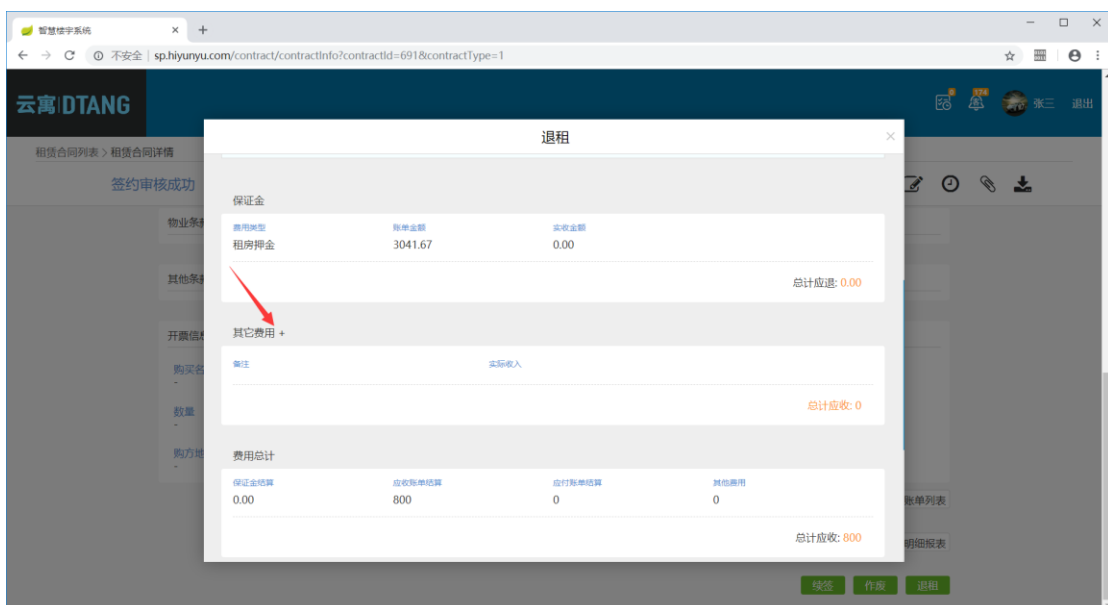 智慧楼宇系统
不安全 sp.hiyunyu.com/contract/contractInfo?contractId=691&contractType=1
云寓 DTANG
174
张三 退出
租赁合同列表 > 租赁合同详情
签约审核成功
物业条
其他条
开票信
购买名
-
数量
-
购方地
-
退租
保证金
费用类型 账单金额 实收金额
租房押金 3041.67 0.00
总计应退: 0.00
其它费用 +
备注 实际收入
总计应收: 0
费用总计
保证金结算 应收账单结算 应付账单结算 其他费用
0.00 800 0 0
总计应收: 800
账单列表
明细报表
续签 作废 退租